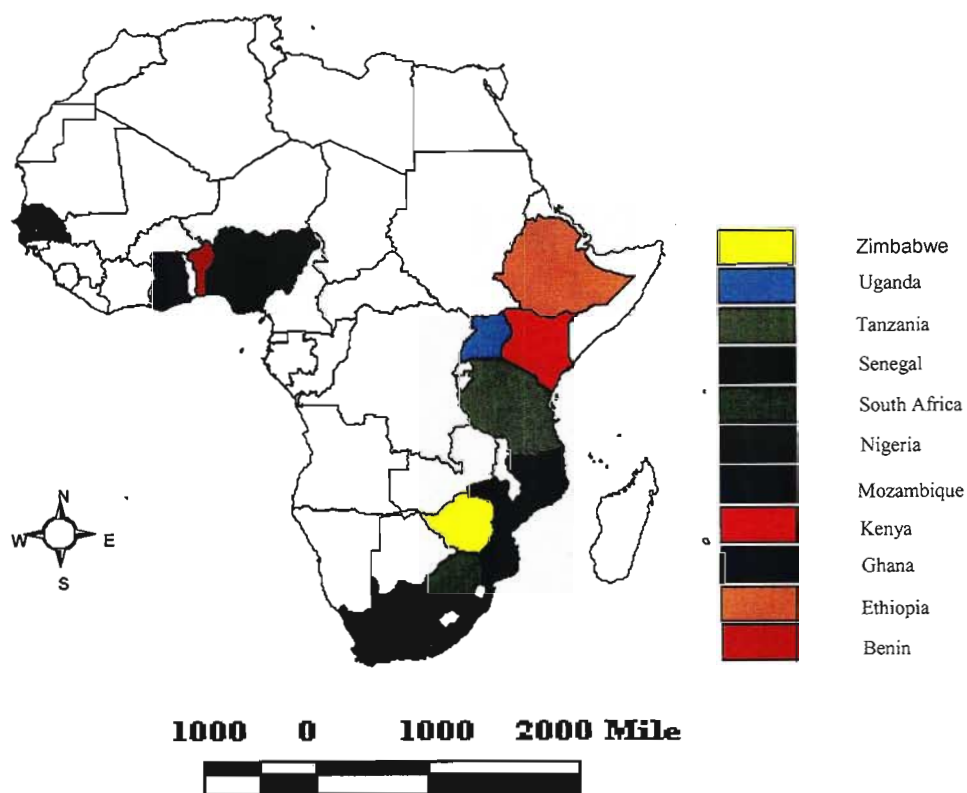 Zimbabwe
Uganda
Tanzania
Senegal
South Africa
Nigeria
Mozambique
Kenya
Ghana
Ethiopia
Benin
N
W E
S
1000 0 1000 2000 Mile